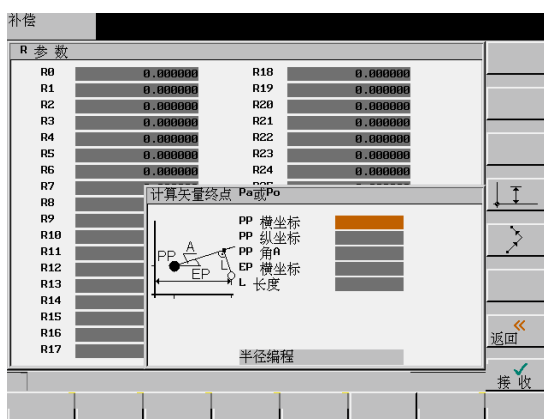 补偿
R 参 数
R0 0.000000 R18 0.000000
R1 0.000000 R19 0.000000
R2 0.000000 R20 0.000000
R3 0.000000 R21 0.000000
R4 0.000000 R22 0.000000
R5 0.000000 R23 0.000000
R6 0.000000 R24 0.000000
R7
R8
R9
R10
R11
R12
R13
R14
R15
R16
R17
计算矢量终点 Pa或Po
PP 横坐标
PP 纵坐标
PP 角A
EP 横坐标
L 长度
PP
A
EP
L
半径编程
返回
接 收